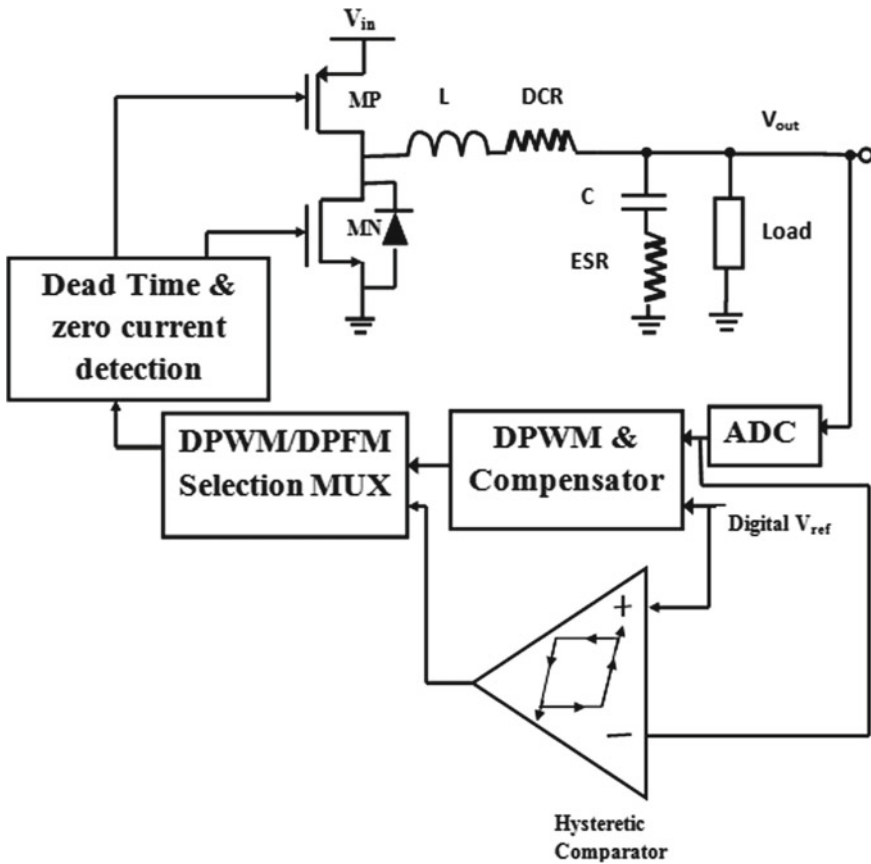 Vin
MP
L
DCR
Vout
C
MN
Load
ESR
Dead Time &
zero current
detection
DPWM/DPFM
Selection MUX
DPWM &
Compensator
ADC
Digital Vref
+
−
Hysteretic
Comparator